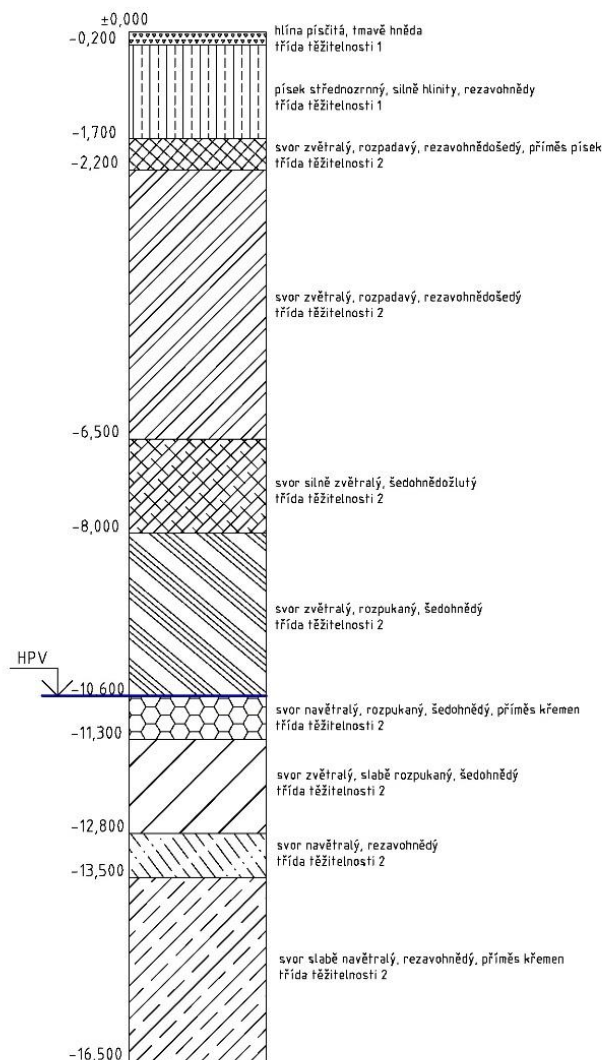 ±0,000
hlína písčitá, tmavě hněda
-0,200
třída těžitelnosti 1
písek střednozrnný, silně hlinity, rezavohnědy
třída těžitelnosti 1
-1,700
svor zvětralý, rozpadavý, rezavohnědošedý, příměs písek
-2,200
třída těžitelnosti 2
svor zvětralý, rozpadavý, rezavohnědošedý
třída těžitelnosti 2
-6,500
svor silně zvětralý, šedohnědožlutý
třída těžitelnosti 2
-8,000
svor zvětralý, rozpukaný, šedohnědý
třída těžitelnosti 2
HPV
-10.600
svor navětralý, rozpukaný, šedohnědý, příměs křemen
třída těžitelnosti 2
-11,300
svor zvětralý, slabě rozpukaný, šedohnědý
třída těžitelnosti 2
-12,800
svor navětralý, rezavohnědý
třída těžitelnosti 2
-13,500
svor slabě navětralý, rezavohnědý, příměs křemen
třída těžitelnosti 2
-16,500